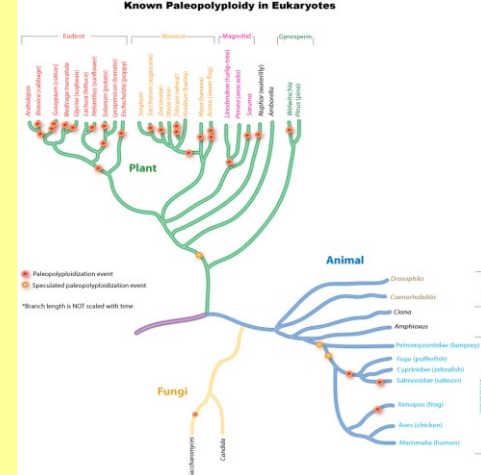 Known Paleopolyploidy in Eukaryotes
Eudicot
Monocot
Magnoliid
Gynosperm
Arabidopsis
Brassica (cabbage)
Gossypium (cotton)
Medicago truncatula
Glycine (soybean)
Lactuca (lettuce)
Helianthus (sunflower)
Solanum (potato)
Lycopersicon (tomato)
Eschscholzia (poppy)
Sorghum
Saccharum (sugarcane)
Zea (maize)
Oryza (rice)
Triticum (wheat)
Hordeum (barley)
Musa (banana)
Acorus (sweet flag)
Liriodendron (tulip-tree)
Persea (avocado)
Saruma
Nuphar (waterlily)
Amborella
Welwitschia
Pinus (pine)
Plant
Paleopolyploidization event
Speculated paleopolyploidization event
*Branch length is NOT scaled with time
Animal
Drosophila
Caenorhabditis
Ciona
Amphioxus
Petromyzontidae (lamprey)
Fugu (pufferfish)
Cyprinidae (zebrafish)
Salmonidae (salmon)
Xenopus (frog)
Aves (chicken)
Mammalia (human)
Fungi
accharomyces
Candida